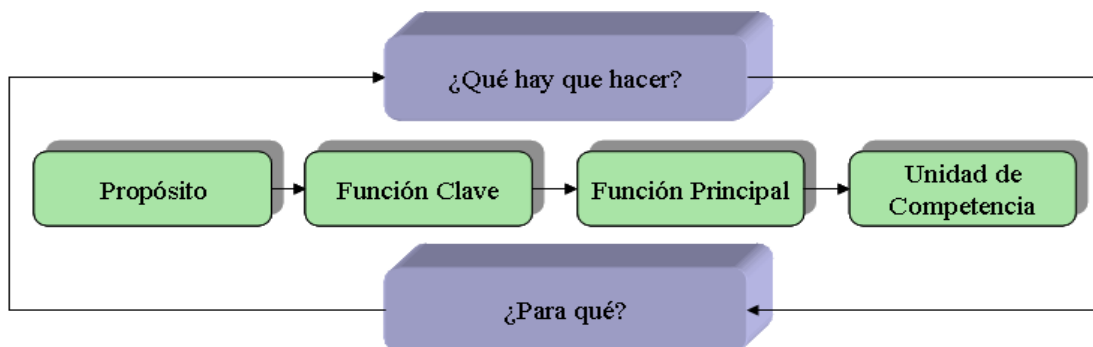 ¿Qué hay que hacer?
Propósito
Función Clave
Función Principal
Unidad de
Competencia
¿Para qué?